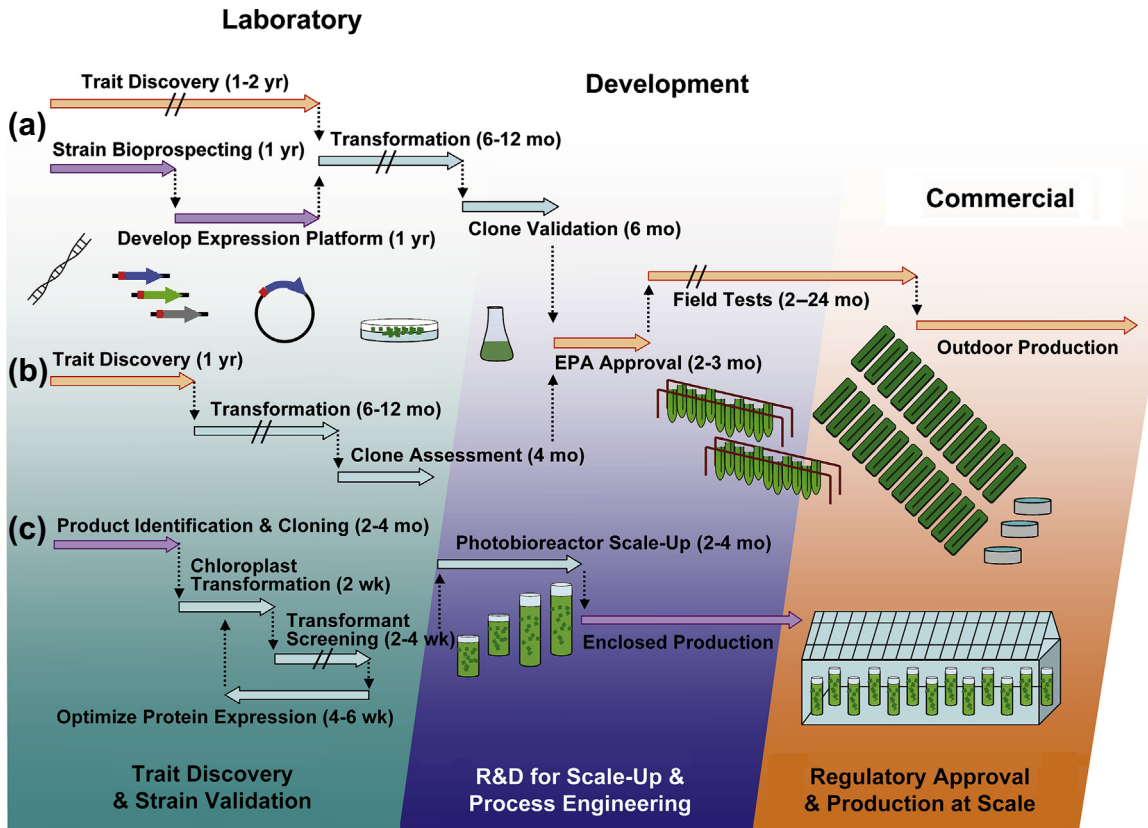 Laboratory
Development
Commercial
(a)
Trait Discovery (1-2 yr)
Strain Bioprospecting (1 yr)
Develop Expression Platform (1 yr)
Transformation (6-12 mo)
Clone Validation (6 mo)
EPA Approval (2-3 mo)
Field Tests (2–24 mo)
Outdoor Production
(b)
Trait Discovery (1 yr)
Transformation (6-12 mo)
Clone Assessment (4 mo)
(c)
Product Identification & Cloning (2-4 mo)
Chloroplast
Transformation (2 wk)
Transformant
Screening (2-4 wk)
Optimize Protein Expression (4-6 wk)
Photobioreactor Scale-Up (2-4 mo)
Enclosed Production
Trait Discovery
& Strain Validation
R&D for Scale-Up &
Process Engineering
Regulatory Approval
& Production at Scale